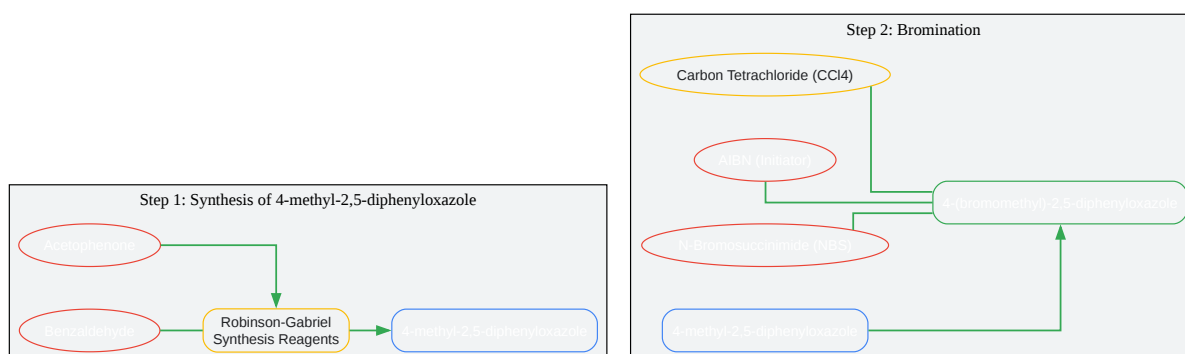 Step 1: Synthesis of 4-methyl-2,5-diphenyloxazole
Acetophenone
Benzaldehyde
Robinson-Gabriel
Synthesis Reagents
4-methyl-2,5-diphenyloxazole
Step 2: Bromination
Carbon Tetrachloride (CCl4)
AIBN (Initiator)
4-(bromomethyl)-2,5-diphenyloxazole
N-Bromosuccinimide (NBS)
4-methyl-2,5-diphenyloxazole